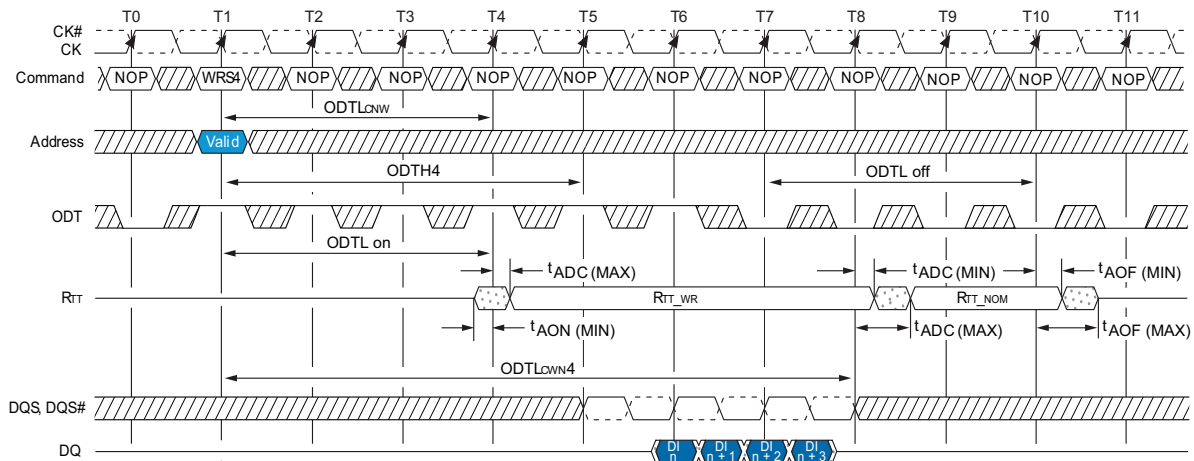 T0 T1 T2 T3 T4 T5 T6 T7 T8 T9 T10 T11
CK#
CK
Command NOP WRS4 NOP NOP NOP NOP NOP NOP NOP NOP NOP NOP
ODTLCNW
Address Valid
ODTH4 ODTL off
ODT
ODTL on
tADC (MAX) tADC (MIN) tAOF (MIN)
RTT RTT_WR RTT_NOM
tAON (MIN) tADC (MAX) tAOF (MAX)
ODTLCWN4
DQS, DQS#
DQ DI n DI n + 1 DI n + 2 DI n + 3